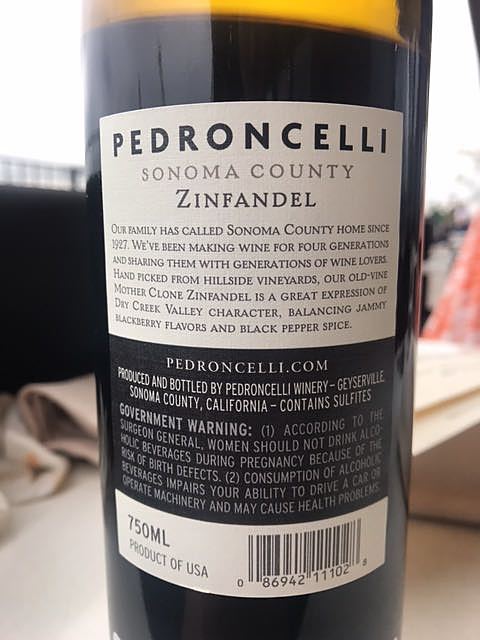 PEDRONCELLI
SONOMA COUNTY
ZINFANDEL
OUR FAMILY HAS CALLED SONOMA COUNTY HOME SINCE
1927. WE'VE BEEN MAKING WINE FOR FOUR GENERATIONS
AND SHARING THEM WITH GENERATIONS OF WINE LOVERS.
HAND PICKED FROM HILLSIDE VINEYARDS, OUR OLD-VINE
MOTHER CLONE ZINFANDEL IS A GREAT EXPRESSION OF
DRY CREEK VALLEY CHARACTER, BALANCING JAMMY
BLACKBERRY FLAVORS AND BLACK PEPPER SPICE.
PEDRONCELLI.COM
PRODUCED AND BOTTLED BY PEDRONCELLI WINERY – GEYSERVILLE,
SONOMA COUNTY, CALIFORNIA – CONTAINS SULFITES
GOVERNMENT WARNING: (1) ACCORDING TO THE
SURGEON GENERAL, WOMEN SHOULD NOT DRINK ALCO-
HOLIC BEVERAGES DURING PREGNANCY BECAUSE OF THE
RISK OF BIRTH DEFECTS. (2) CONSUMPTION OF ALCOHOLIC
BEVERAGES IMPAIRS YOUR ABILITY TO DRIVE A CAR OR
OPERATE MACHINERY AND MAY CAUSE HEALTH PROBLEMS.
750ML
PRODUCT OF USA
0 86942 11102 8